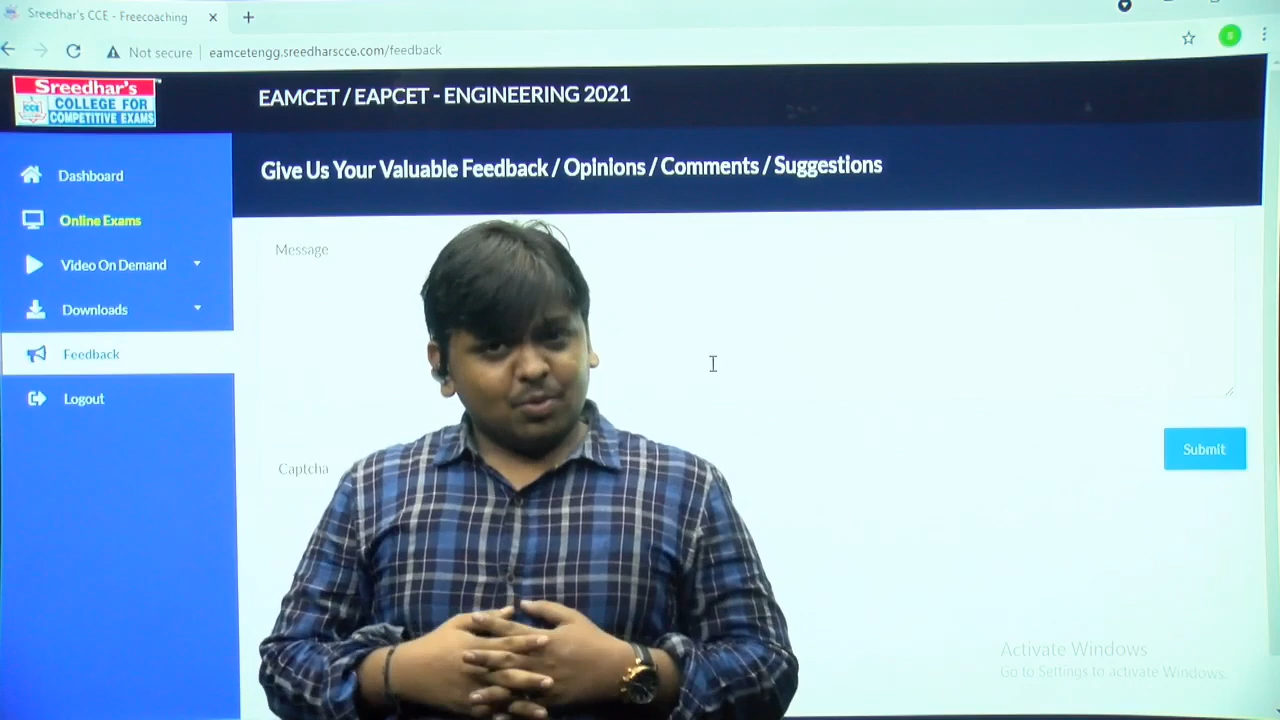 Sreedhar's CCE - Freecoaching
Not secure
eamcetengg.sreedharscce.com/feedback
s
Sreedhar's
CCE
COLLEGE FOR
COMPETITIVE EXAMS
EAMCET / EAPCET - ENGINEERING 2021
Give Us Your Valuable Feedback / Opinions / Comments / Suggestions
Dashboard
Online Exams
Video On Demand
Downloads
Feedback
Logout
Message
Captcha
Submit
Activate Windows
Go to Settings to activate Windows.